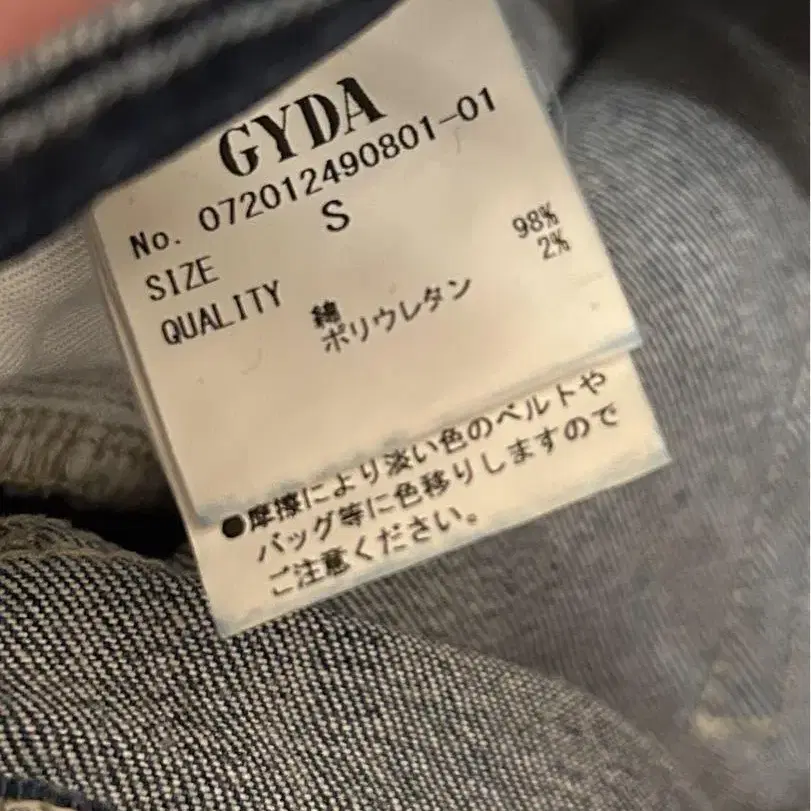 GYDA
No. 072012490801-01
SIZE S
QUALITY
綿 98%
ポリウレタン 2%
●摩擦により淡い色のベルトや
バッグ等に色移りしますので
ご注意ください。